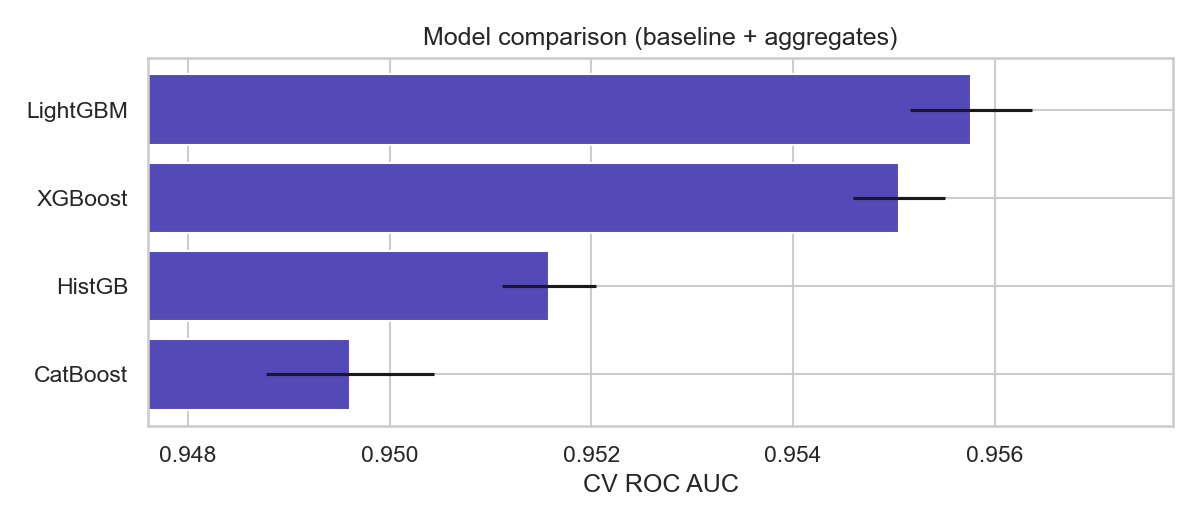 Model comparison (baseline + aggregates)
LightGBM
XGBoost
HistGB
CatBoost
0.948 0.950 0.952 0.954 0.956
CV ROC AUC